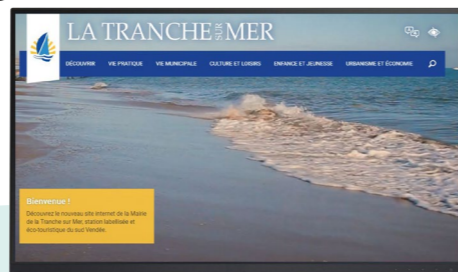 LA TRANCHE SUR MER
DÉCOUVRIR VIE PRATIQUE VIE MUNICIPALE CULTURE ET LOISIRS ENFANCE ET JEUNESSE URBANISME ET ÉCONOMIE
Bienvenue !
Découvrez le nouveau site internet de la Mairie
de la Tranche sur Mer, station labellisée et
éco-touristique du sud Vendée.